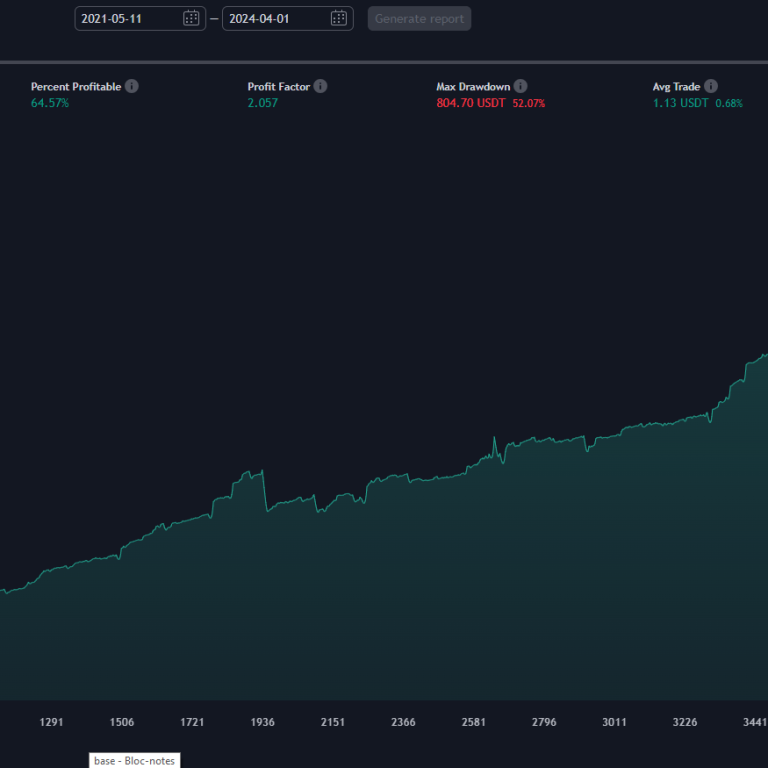 2021-05-11 — 2024-04-01 Generate report
Percent Profitable Profit Factor Max Drawdown Avg Trade
64.57% 2.057 804.70 USDT 52.07% 1.13 USDT 0.68%
1291 1506 1721 1936 2151 2366 2581 2796 3011 3226 3441
base - Bloc-notes